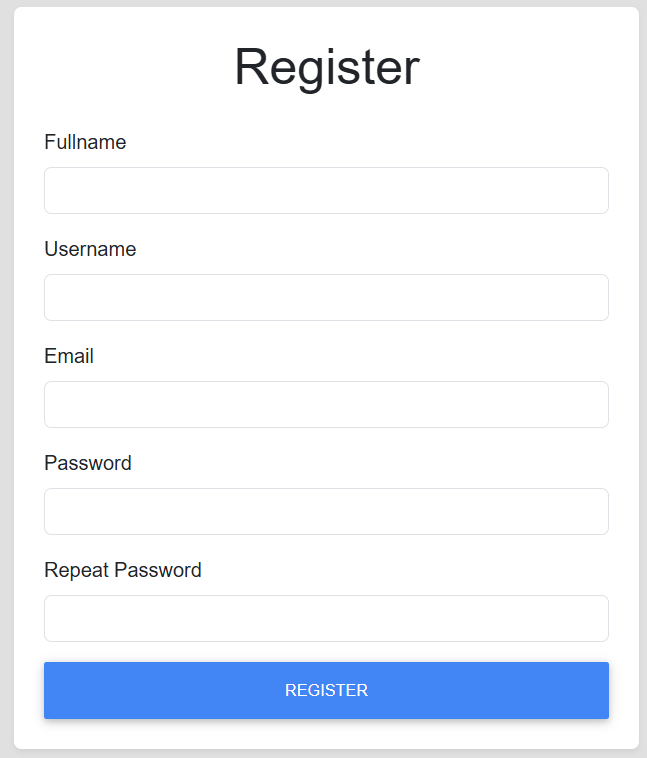 Register
Fullname
Username
Email
Password
Repeat Password
REGISTER